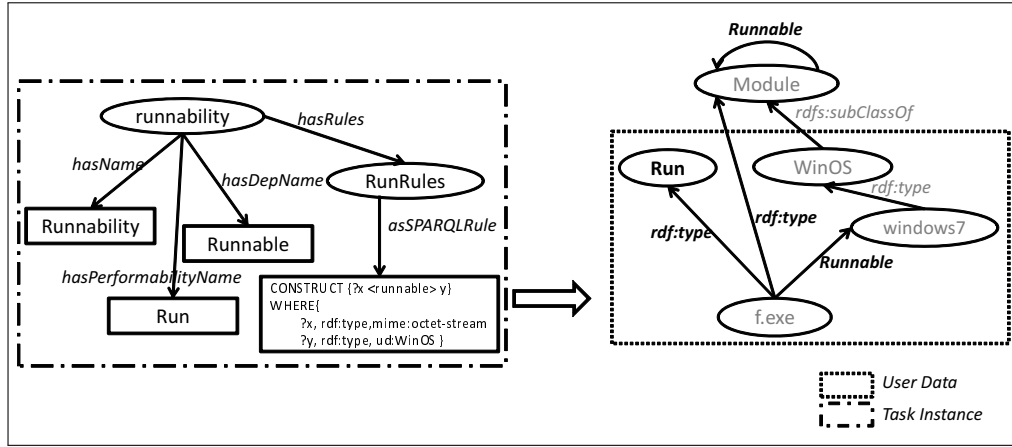 runnability
hasRules
hasName
hasDepName
RunRules
Runnability
Runnable
asSPARQLRule
hasPerformabilityName
Run
CONSTRUCT {?x <runnable> y}
WHERE{
?x, rdf:type,mime:octet-stream
?y, rdf:type, ud:WinOS }
Runnable
Module
rdfs:subClassOf
Run
WinOS
rdf:type
rdf:type
rdf:type
windows7
Runnable
f.exe
User Data
Task Instance